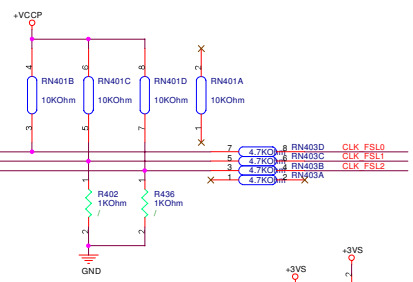 +VCCP
4 6 8 2
RN401B RN401C RN401D RN401A
10KOhm 10KOhm 10KOhm 10KOhm
3 5 7 1
7 4.7KOhm 8 RN403D CLK_FSL0
5 4.7KOhm 6 RN403C CLK_FSL1
3 4.7KOhm 4 RN403B CLK_FSL2
1 4.7KOhm 2 RN403A
1 1
R402 R436
1KOhm 1KOhm
/ /
2 2
GND
+3VS
+3VS
2